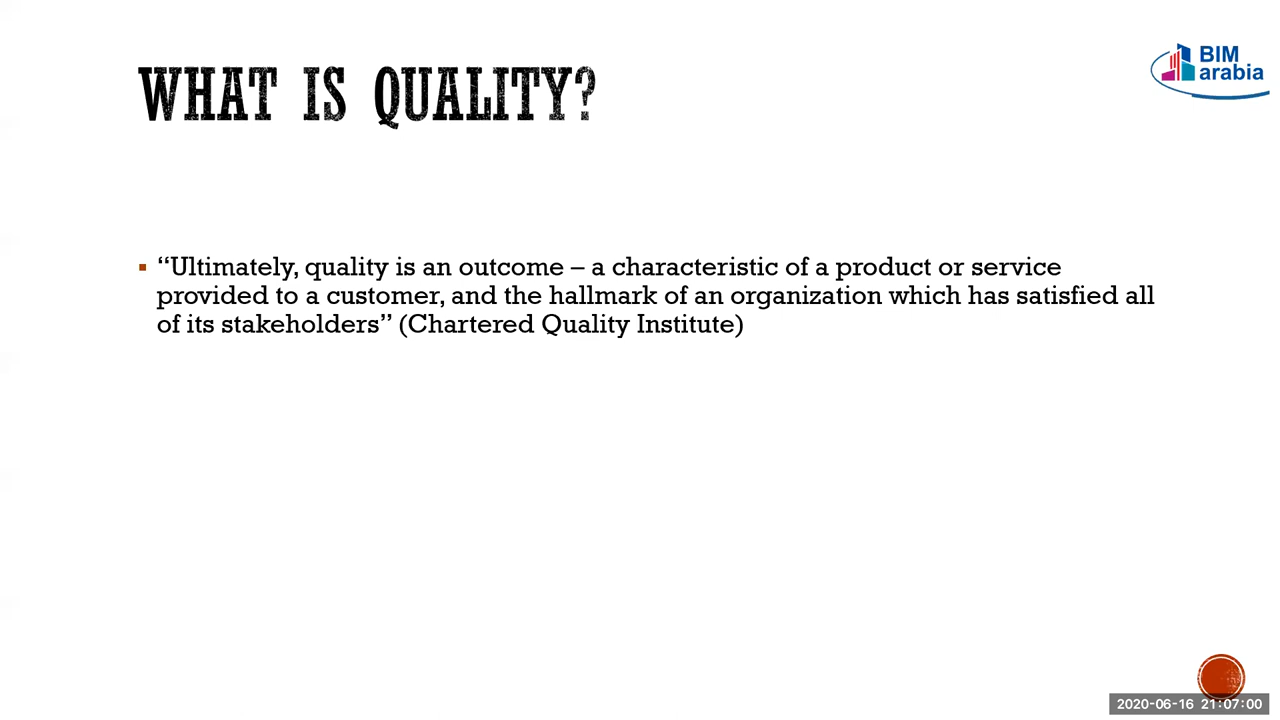 WHAT IS QUALITY?
BIM
arabia
“Ultimately, quality is an outcome – a characteristic of a product or service
provided to a customer, and the hallmark of an organization which has satisfied all
of its stakeholders” (Chartered Quality Institute)
2020-06-16 21:07:00